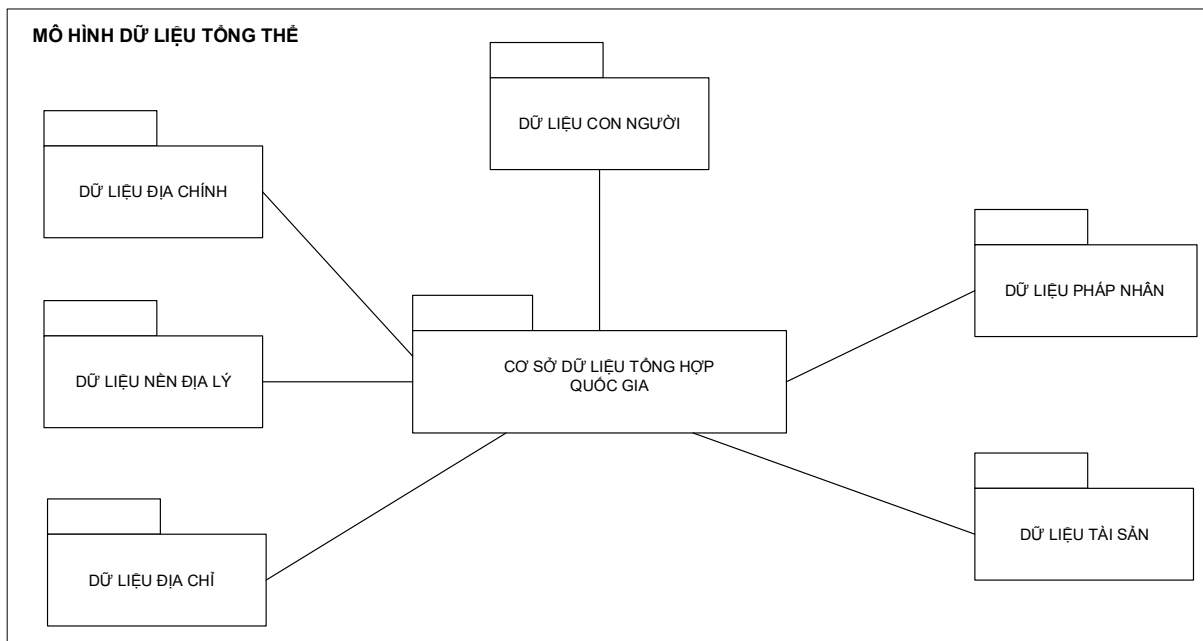 MÔ HÌNH DỮ LIỆU TỔNG THỂ
DỮ LIỆU CON NGƯỜI
DỮ LIỆU ĐỊA CHÍNH
DỮ LIỆU PHÁP NHÂN
DỮ LIỆU NỀN ĐỊA LÝ
CƠ SỞ DỮ LIỆU TỔNG HỢP
QUỐC GIA
DỮ LIỆU TÀI SẢN
DỮ LIỆU ĐỊA CHỈ